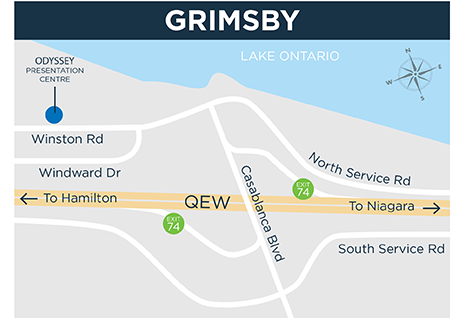 GRIMSBY
LAKE ONTARIO
N
W
E
S
ODYSSEY
PRESENTATION
CENTRE
Winston Rd
North Service Rd
Windward Dr
Casablanca Blvd
EXIT
74
To Hamilton
QEW
To Niagara
EXIT
74
South Service Rd